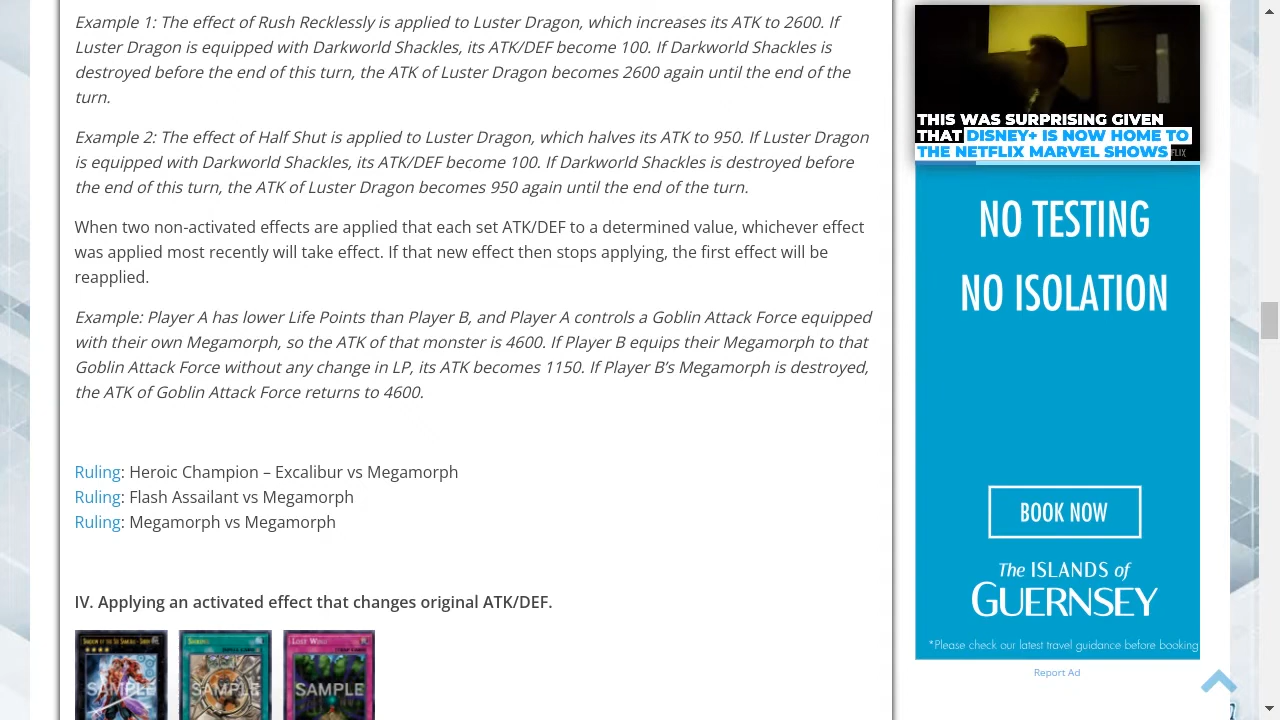 Example 1: The effect of Rush Recklessly is applied to Luster Dragon, which increases its ATK to 2600. If
Luster Dragon is equipped with Darkworld Shackles, its ATK/DEF become 100. If Darkworld Shackles is
destroyed before the end of this turn, the ATK of Luster Dragon becomes 2600 again until the end of the
turn.
Example 2: The effect of Half Shut is applied to Luster Dragon, which halves its ATK to 950. If Luster Dragon
is equipped with Darkworld Shackles, its ATK/DEF become 100. If Darkworld Shackles is destroyed before
the end of this turn, the ATK of Luster Dragon becomes 950 again until the end of the turn.
When two non-activated effects are applied that each set ATK/DEF to a determined value, whichever effect
was applied most recently will take effect. If that new effect then stops applying, the first effect will be
reapplied.
Example: Player A has lower Life Points than Player B, and Player A controls a Goblin Attack Force equipped
with their own Megamorph, so the ATK of that monster is 4600. If Player B equips their Megamorph to that
Goblin Attack Force without any change in LP, its ATK becomes 1150. If Player B’s Megamorph is destroyed,
the ATK of Goblin Attack Force returns to 4600.
Ruling: Heroic Champion – Excalibur vs Megamorph
Ruling: Flash Assailant vs Megamorph
Ruling: Megamorph vs Megamorph
IV. Applying an activated effect that changes original ATK/DEF.
SAMPLE
SAMPLE
SAMPLE
THIS WAS SURPRISING GIVEN
THAT DISNEY+ IS NOW HOME TO
THE NETFLIX MARVEL SHOWS
NO TESTING
NO ISOLATION
BOOK NOW
The ISLANDS of
GUERNSEY
*Please check our latest travel guidance before booking
Report Ad